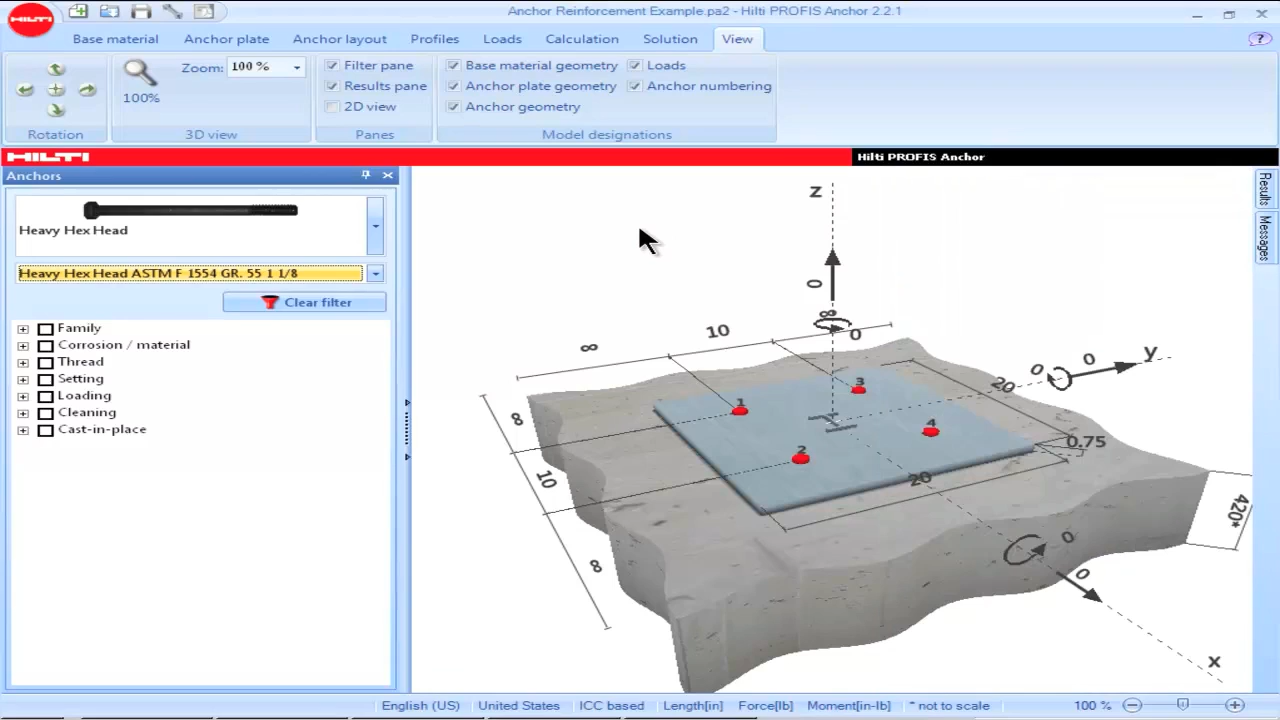 Anchor Reinforcement Example.pa2 - Hilti PROFIS Anchor 2.2.1
HILTI
Base material Anchor plate Anchor layout Profiles Loads Calculation Solution View
?
Zoom: 100 %
100%
Rotation
3D view
Filter pane
Results pane
2D view
Panes
Base material geometry
Loads
Anchor plate geometry
Anchor numbering
Anchor geometry
Model designations
HILTI
Hilti PROFIS Anchor
Anchors
Heavy Hex Head
Heavy Hex Head ASTM F 1554 GR. 55 1 1/8
Clear filter
Family
Corrosion / material
Thread
Setting
Loading
Cleaning
Cast-in-place
Results
Messages
z
0
∞
10
∞
0
0
0
y
20
1
3
2
4
8
10
8
0.75
20
420*
0
0
x
English (US) United States ICC based Length[in] Force[lb] Moment[in-lb] * not to scale 100 %